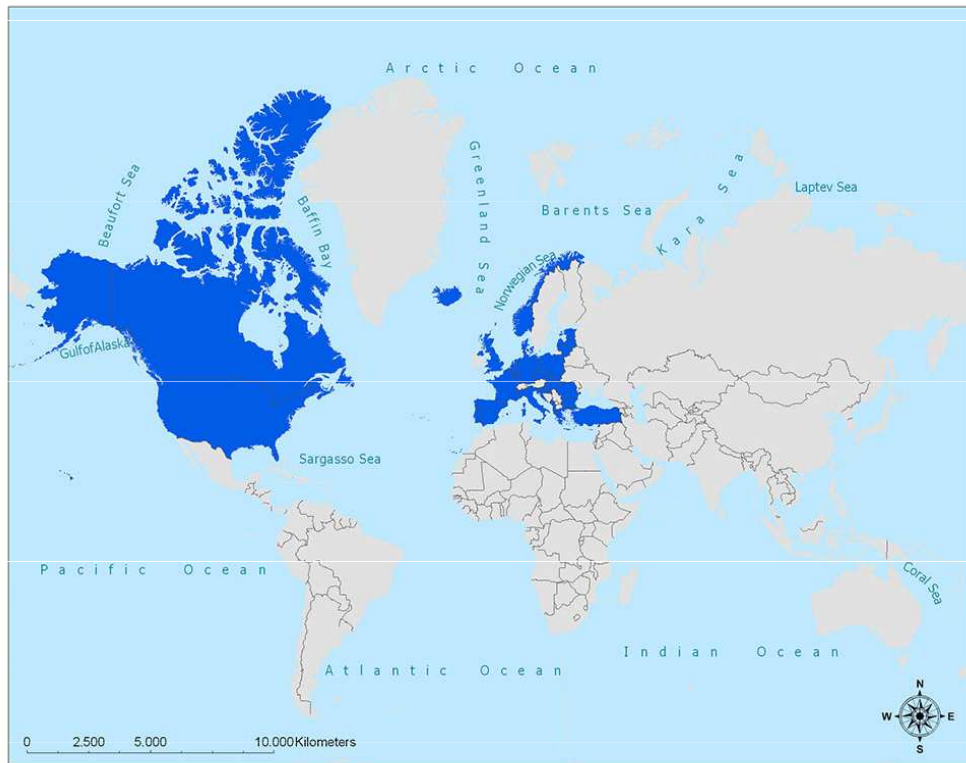 Arctic Ocean
Beaufort Sea
Baffin Bay
Greenland Sea
Norwegian Sea
Barents Sea
Kara Sea
Laptev Sea
GulfofAlaska
Sargasso Sea
Pacific Ocean
Coral Sea
Atlantic Ocean
Indian Ocean
N
W E
S
0 2.500 5.000 10.000Kilometers